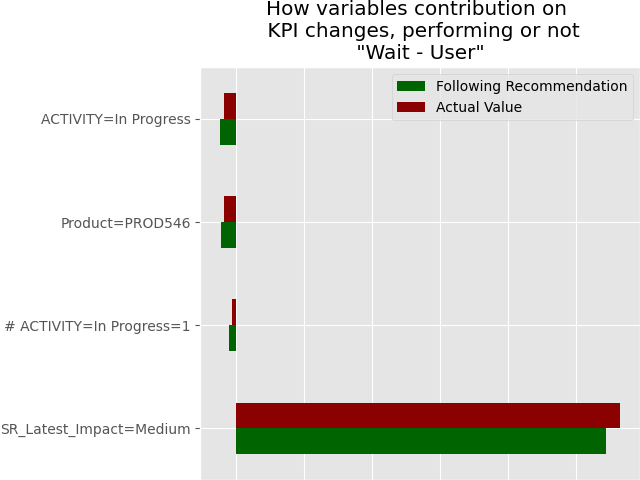 How variables contribution on
KPI changes, performing or not
"Wait - User"
Following Recommendation
Actual Value
ACTIVITY=In Progress
Product=PROD546
# ACTIVITY=In Progress=1
SR_Latest_Impact=Medium